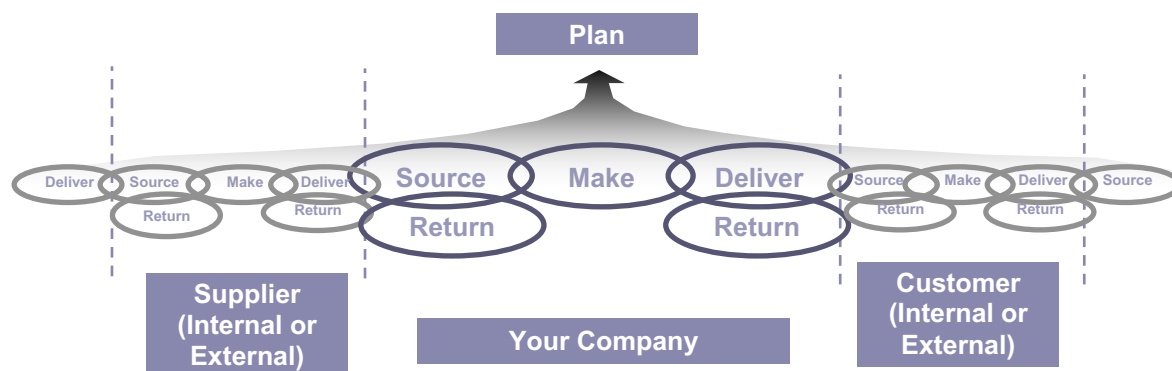 Plan
Deliver
Source
Make
Deliver
Source
Make
Deliver
Source
Make
Deliver
Source
Return
Return
Return
Return
Return
Return
Supplier
(Internal or
External)
Your Company
Customer
(Internal or
External)